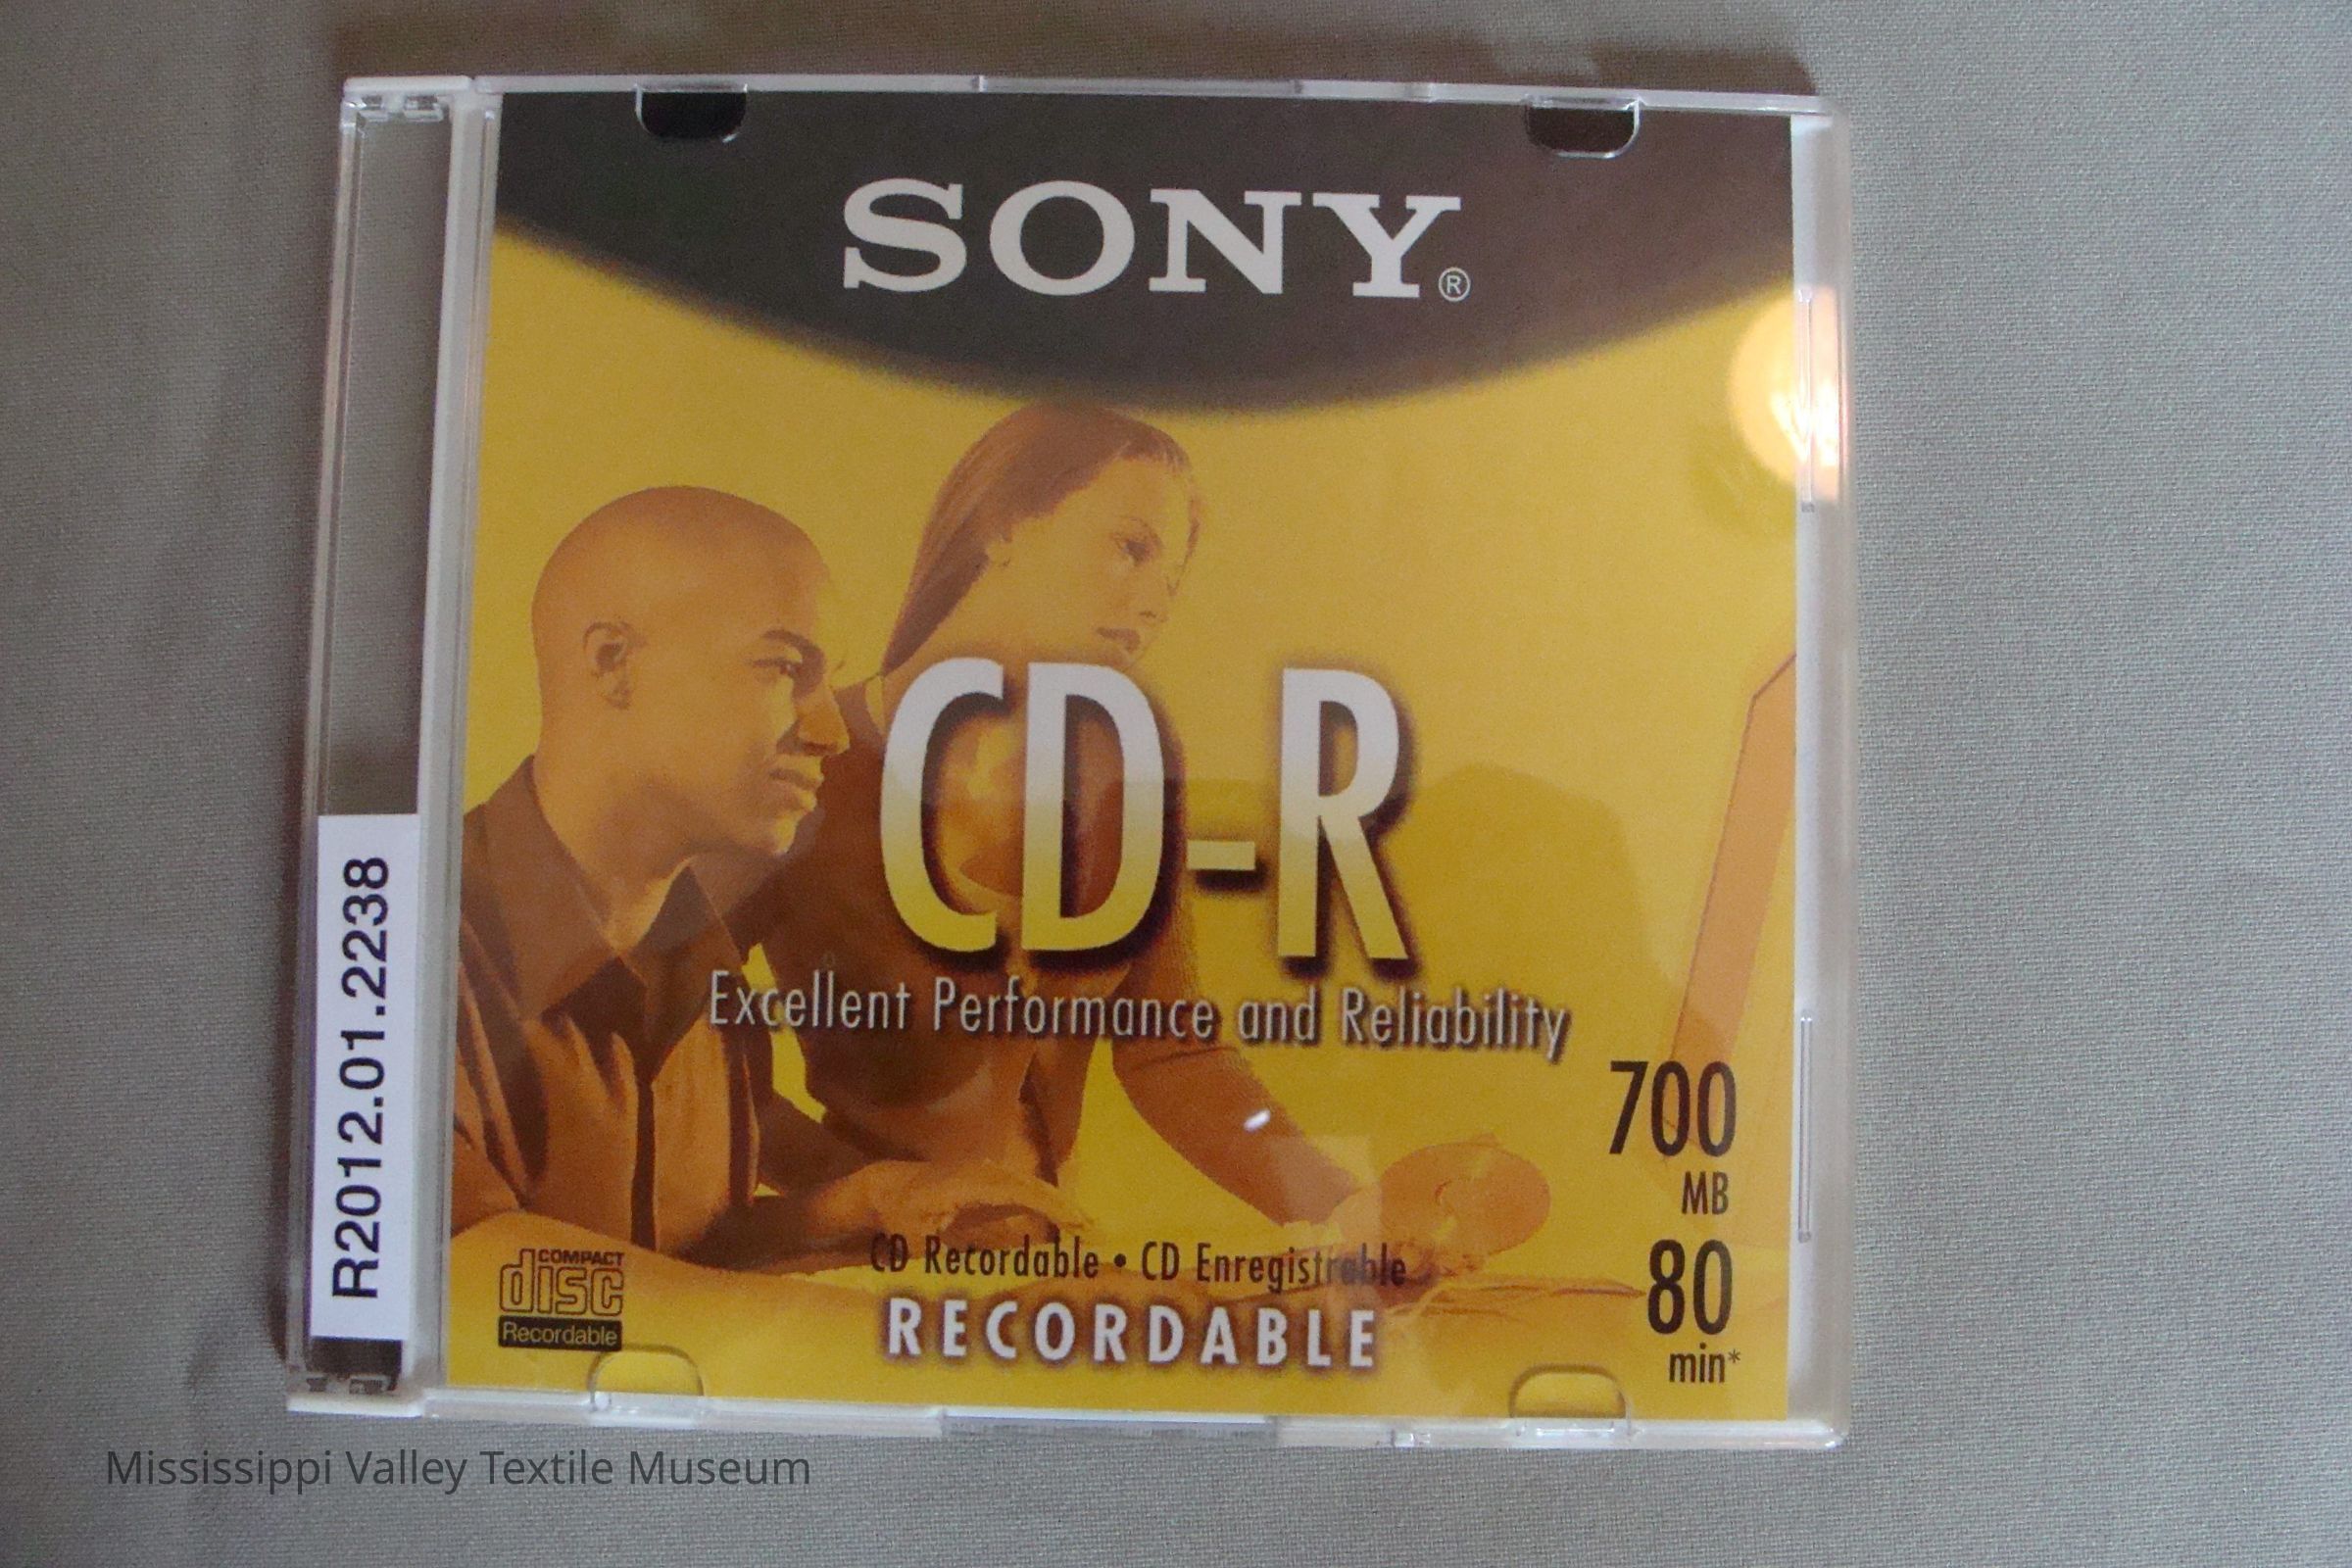 SONY®
CD-R
Excellent Performance and Reliability
700
MB
80
min*
CD Recordable • CD Enregistrable
RECORDABLE
COMPACT
disc
Recordable
R2012.01.2238
Mississippi Valley Textile Museum